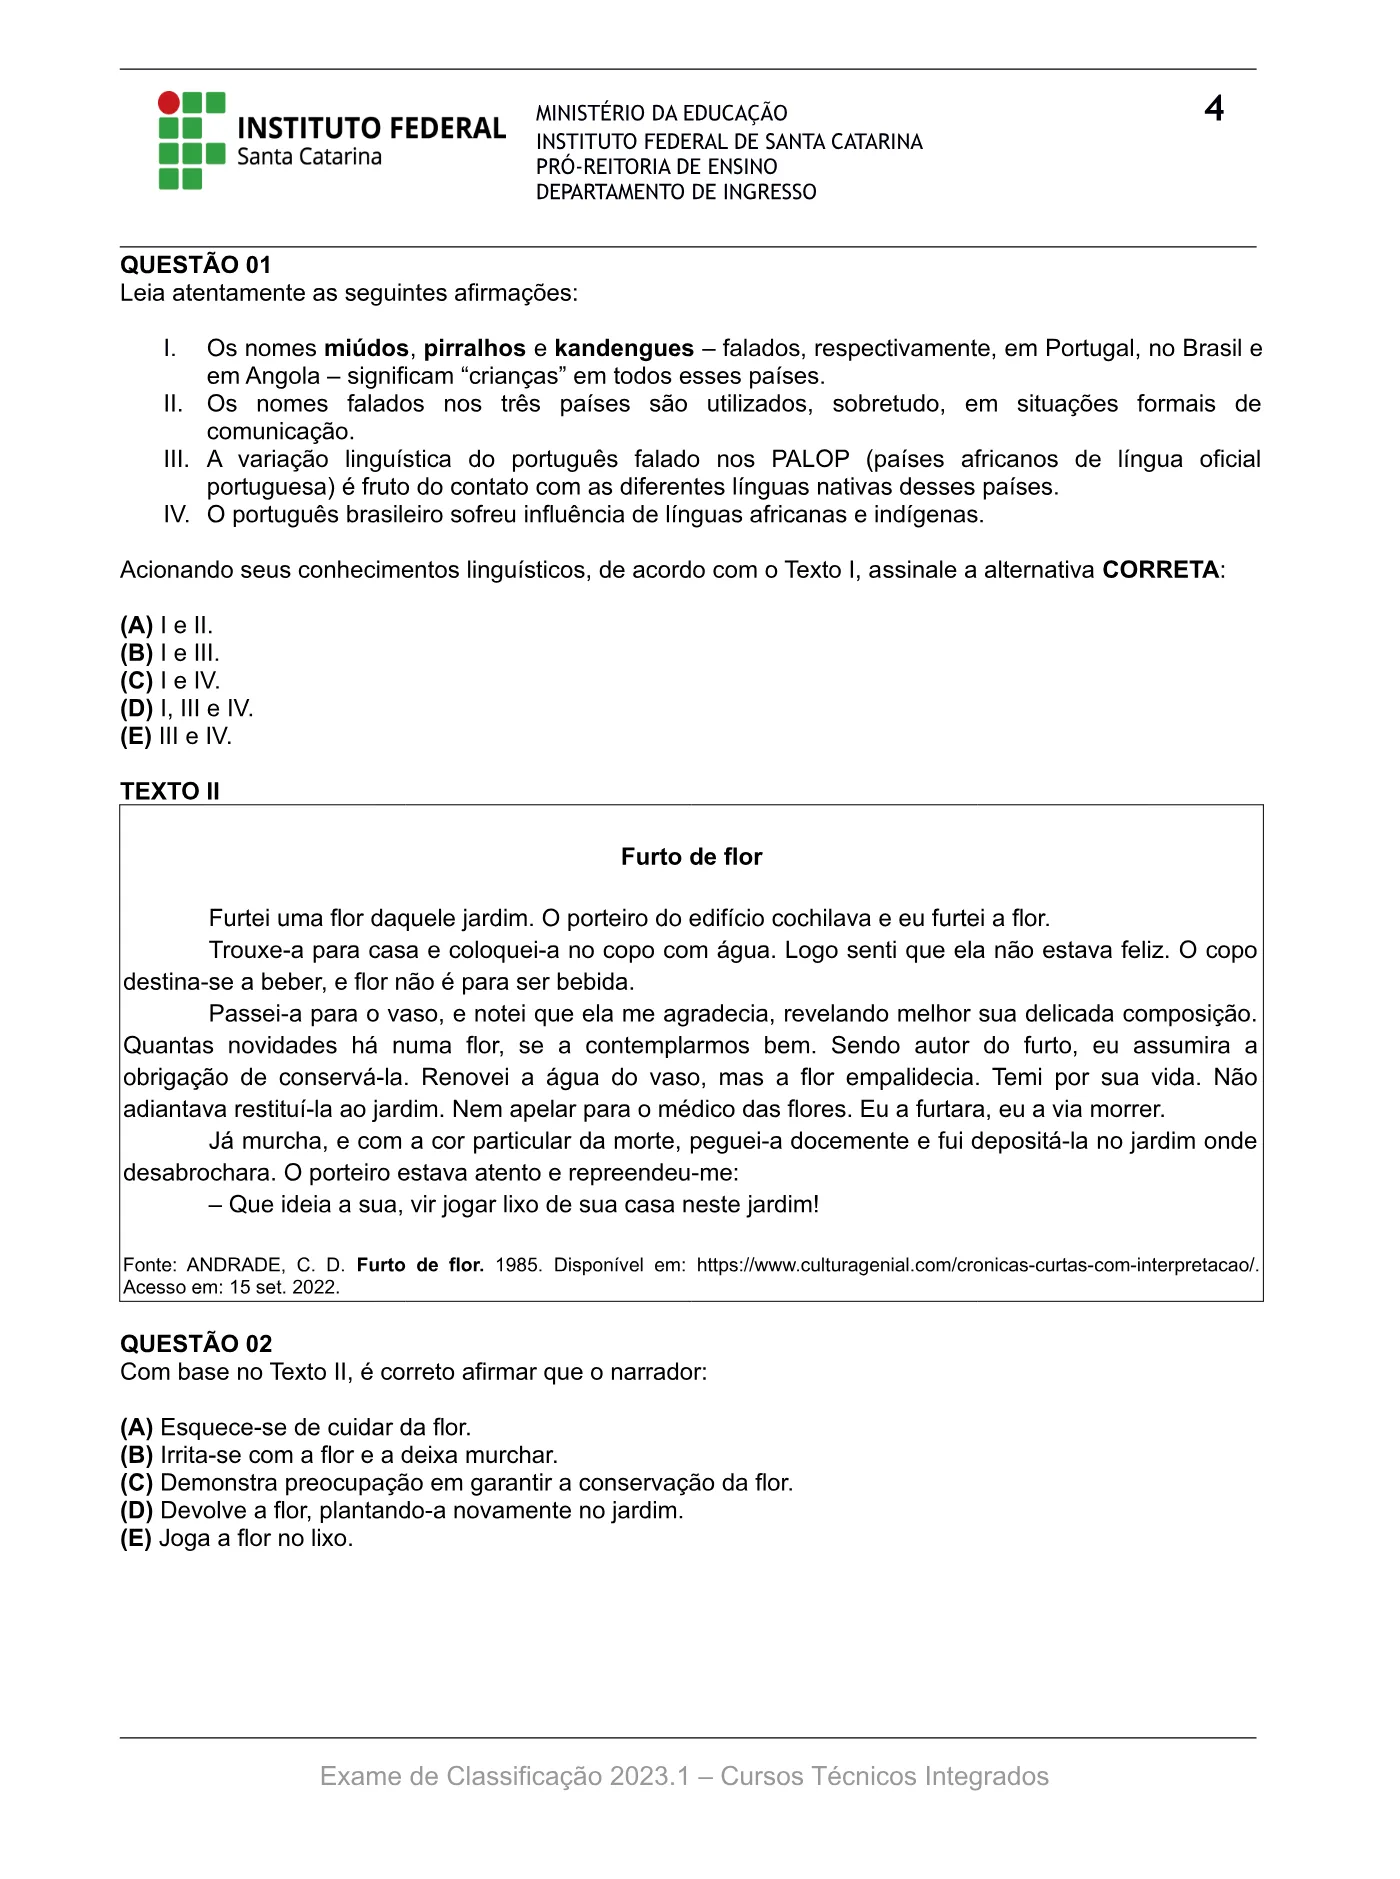 INSTITUTO FEDERAL
Santa Catarina
MINISTÉRIO DA EDUCAÇÃO
INSTITUTO FEDERAL DE SANTA CATARINA
PRÓ-REITORIA DE ENSINO
DEPARTAMENTO DE INGRESSO
4
QUESTÃO 01
Leia atentamente as seguintes afirmações:
I. Os nomes miúdos, pirralhos e kandengues – falados, respectivamente, em Portugal, no Brasil e
em Angola – significam “crianças” em todos esses países.
II. Os nomes falados nos três países são utilizados, sobretudo, em situações formais de
comunicação.
III. A variação linguística do português falado nos PALOP (países africanos de língua oficial
portuguesa) é fruto do contato com as diferentes línguas nativas desses países.
IV. O português brasileiro sofreu influência de línguas africanas e indígenas.
Acionando seus conhecimentos linguísticos, de acordo com o Texto I, assinale a alternativa CORRETA:
(A) I e II.
(B) I e III.
(C) I e IV.
(D) I, III e IV.
(E) III e IV.
TEXTO II
Furto de flor
Furtei uma flor daquele jardim. O porteiro do edifício cochilava e eu furtei a flor.
Trouxe-a para casa e coloquei-a no copo com água. Logo senti que ela não estava feliz. O copo
destina-se a beber, e flor não é para ser bebida.
Passei-a para o vaso, e notei que ela me agradecia, revelando melhor sua delicada composição.
Quantas novidades há numa flor, se a contemplarmos bem. Sendo autor do furto, eu assumira a
obrigação de conservá-la. Renovei a água do vaso, mas a flor empalidecia. Temi por sua vida. Não
adiantava restituí-la ao jardim. Nem apelar para o médico das flores. Eu a furtara, eu a via morrer.
Já murcha, e com a cor particular da morte, peguei-a docemente e fui depositá-la no jardim onde
desabrochara. O porteiro estava atento e repreendeu-me:
– Que ideia a sua, vir jogar lixo de sua casa neste jardim!
Fonte: ANDRADE, C. D. Furto de flor. 1985. Disponível em: https://www.culturagenial.com/cronicas-curtas-com-interpretacao/.
Acesso em: 15 set. 2022.
QUESTÃO 02
Com base no Texto II, é correto afirmar que o narrador:
(A) Esquece-se de cuidar da flor.
(B) Irrita-se com a flor e a deixa murchar.
(C) Demonstra preocupação em garantir a conservação da flor.
(D) Devolve a flor, plantando-a novamente no jardim.
(E) Joga a flor no lixo.
Exame de Classificação 2023.1 – Cursos Técnicos Integrados